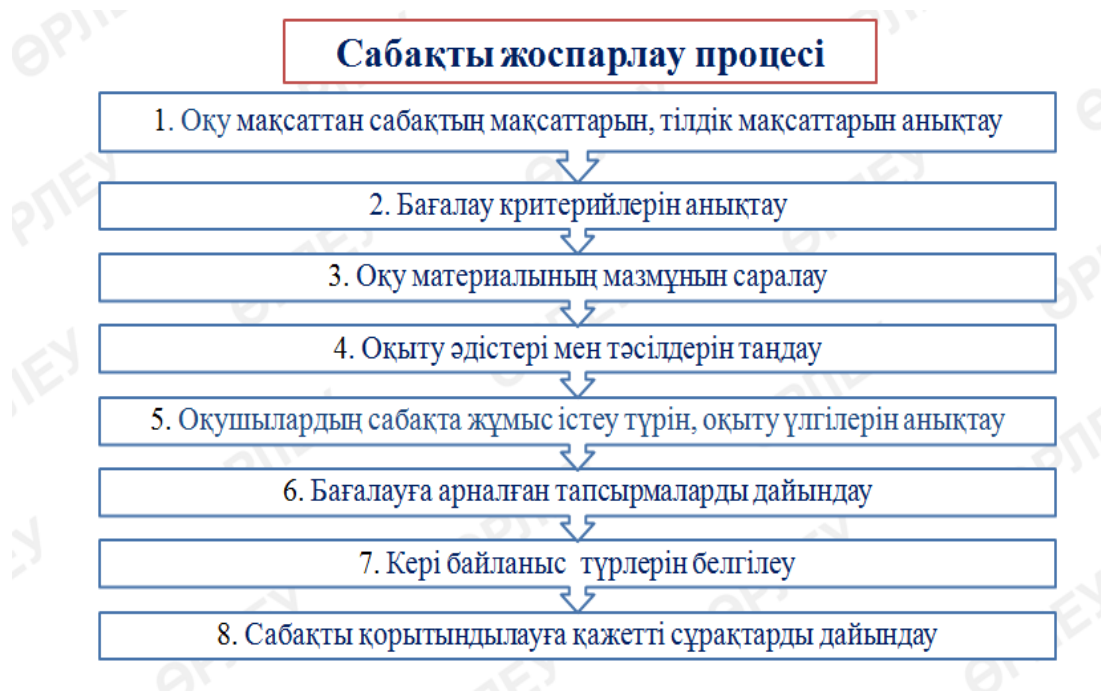 Сабақты жоспарлау процесі
1. Оқу мақсаттан сабақтың мақсаттарын, тілдік мақсаттарын анықтау
2. Бағалау критерийлерін анықтау
3. Оқу материалының мазмұнын саралау
4. Оқыту әдістері мен тәсілдерін таңдау
5. Оқушылардың сабақта жұмыс істеу түрін, оқыту үлгілерін анықтау
6. Бағалауға арналған тапсырмаларды дайындау
7. Кері байланыс түрлерін белгілеу
8. Сабақты қорытындылауға қажетті сұрақтарды дайындау
ӨРЛЕУ